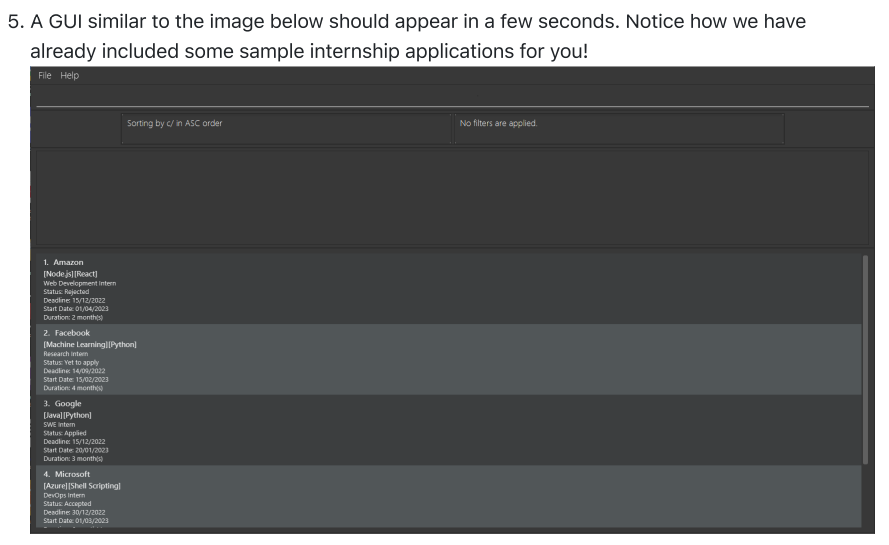 5. A GUI similar to the image below should appear in a few seconds. Notice how we have
already included some sample internship applications for you!
File Help
Sorting by c/ in ASC order
No filters are applied.
1. Amazon
[Node.js][React]
Web Development Intern
Status: Rejected
Deadline: 15/12/2022
Start Date: 01/04/2023
Duration: 2 month(s)
2. Facebook
[Machine Learning][Python]
Research Intern
Status: Yet to apply
Deadline: 14/09/2022
Start Date: 15/02/2023
Duration: 4 month(s)
3. Google
[Java][Python]
SWE Intern
Status: Applied
Deadline: 15/12/2022
Start Date: 20/01/2023
Duration: 3 month(s)
4. Microsoft
[Azure][Shell Scripting]
DevOps Intern
Status: Accepted
Deadline: 30/12/2022
Start Date: 01/03/2023